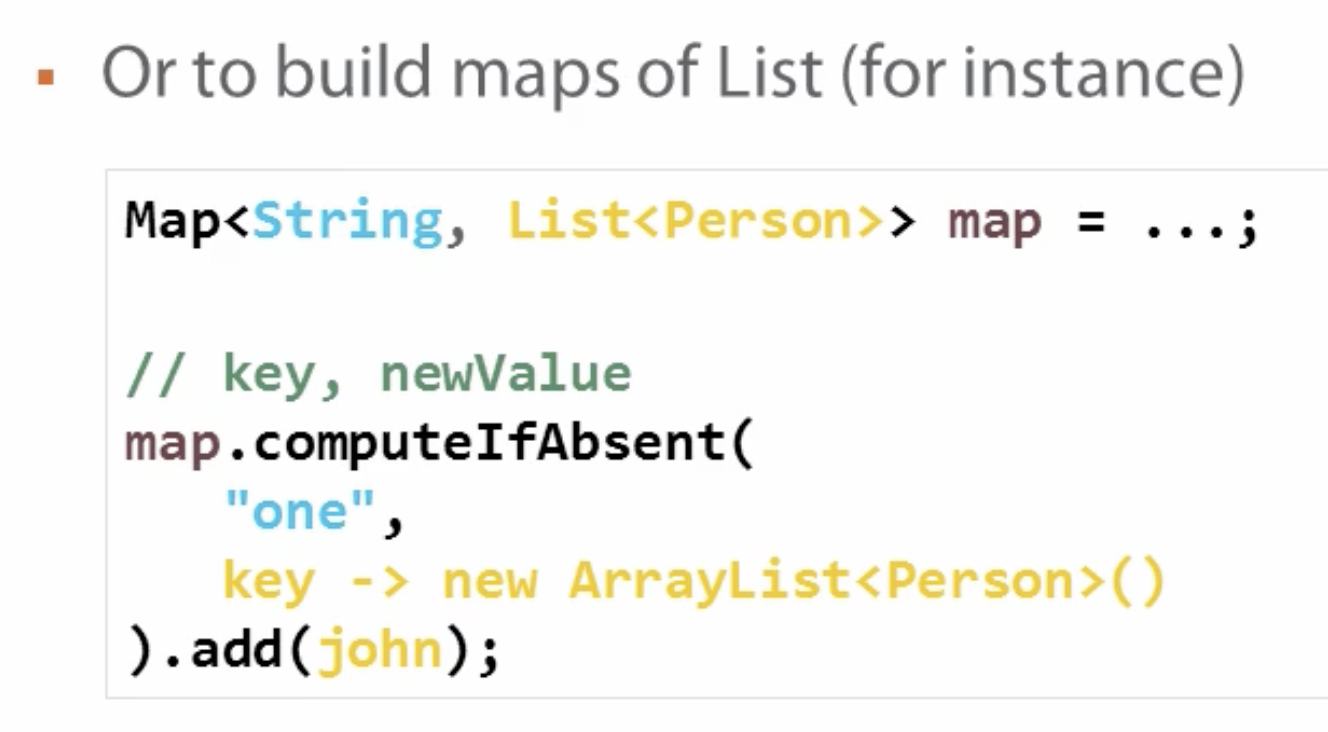 ▪ Or to build maps of List (for instance)
Map<String, List<Person>> map = ...;
// key, newValue
map.computeIfAbsent(
"one",
key -> new ArrayList<Person>()
).add(john);